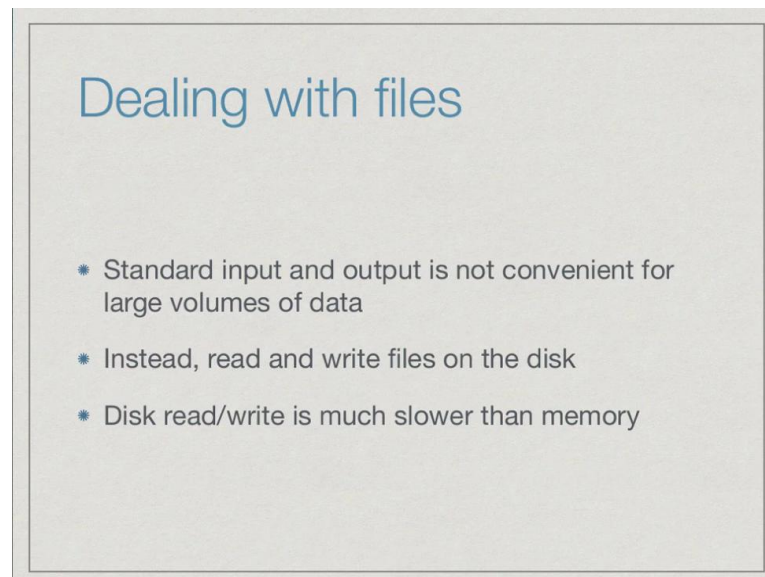 Dealing with files
Standard input and output is not convenient for
large volumes of data
Instead, read and write files on the disk
Disk read/write is much slower than memory